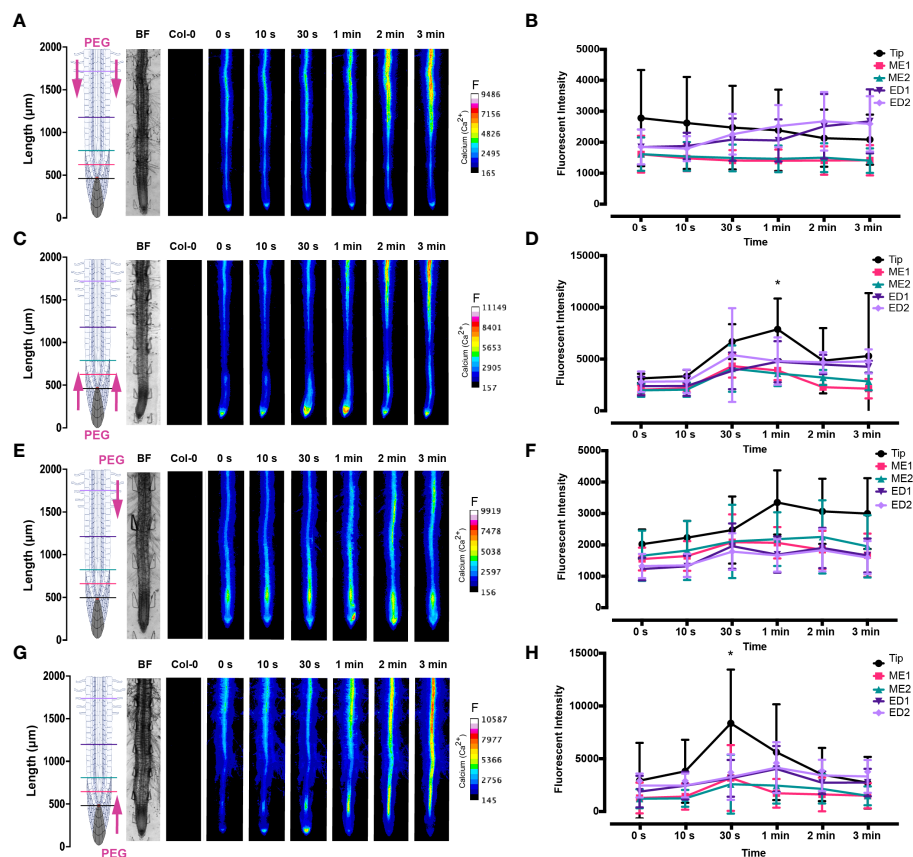 A
PEG
BF Col-0 0 s 10 s 30 s 1 min 2 min 3 min
2000
1500
1000
500
0
Length (µm)
F
9486
7156
4826
2495
165
Calcium (Ca²⁺)
B
5000
4000
3000
2000
1000
0
Fluorescent Intensity
0 s 10 s 30 s 1 min 2 min 3 min
Time
Tip
ME1
ME2
ED1
ED2
C
BF Col-0 0 s 10 s 30 s 1 min 2 min 3 min
2000
1500
1000
500
0
Length (µm)
PEG
F
11149
8401
5653
2905
157
Calcium (Ca²⁺)
D
15000
10000
5000
0
Fluorescent Intensity
*
0 s 10 s 30 s 1 min 2 min 3 min
Time
Tip
ME1
ME2
ED1
ED2
E
PEG
BF Col-0 0 s 10 s 30 s 1 min 2 min 3 min
2000
1500
1000
500
0
Length (µm)
F
9919
7478
5038
2597
156
Calcium (Ca²⁺)
F
5000
4000
3000
2000
1000
0
Fluorescent Intensity
0 s 10 s 30 s 1 min 2 min 3 min
Time
Tip
ME1
ME2
ED1
ED2
G
BF Col-0 0 s 10 s 30 s 1 min 2 min 3 min
2000
1500
1000
500
0
Length (µm)
PEG
F
10587
7977
5366
2756
145
Calcium (Ca²⁺)
H
15000
10000
5000
0
Fluorescent Intensity
*
0 s 10 s 30 s 1 min 2 min 3 min
Time
Tip
ME1
ME2
ED1
ED2